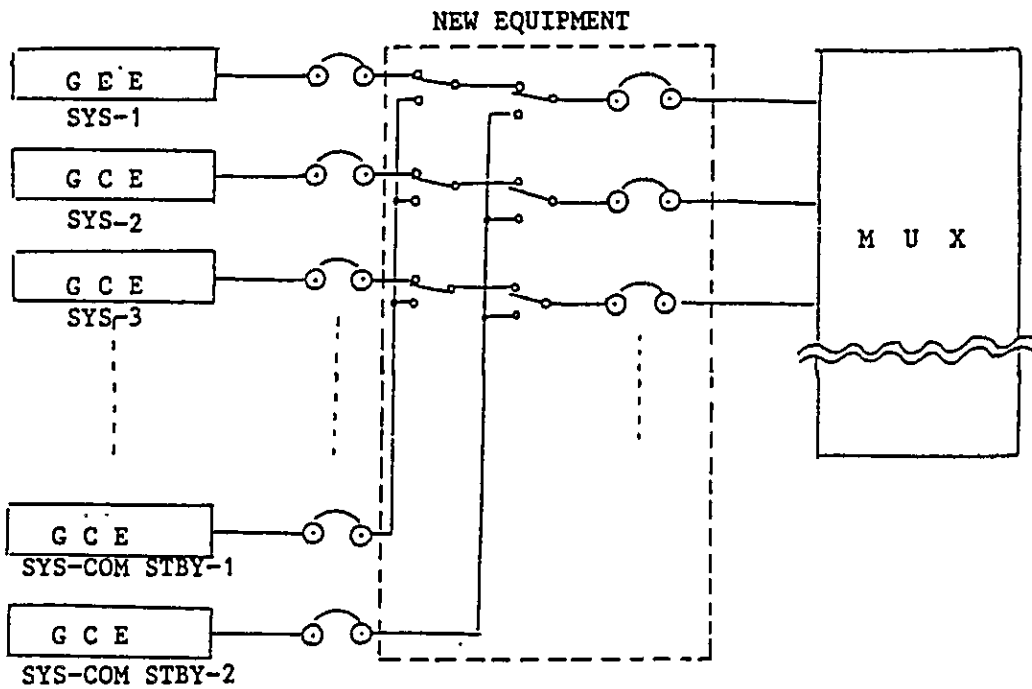 NEW EQUIPMENT
G E E
SYS-1
G C E
SYS-2
G C E
SYS-3
M U X
G C E
SYS-COM STBY-1
G C E
SYS-COM STBY-2